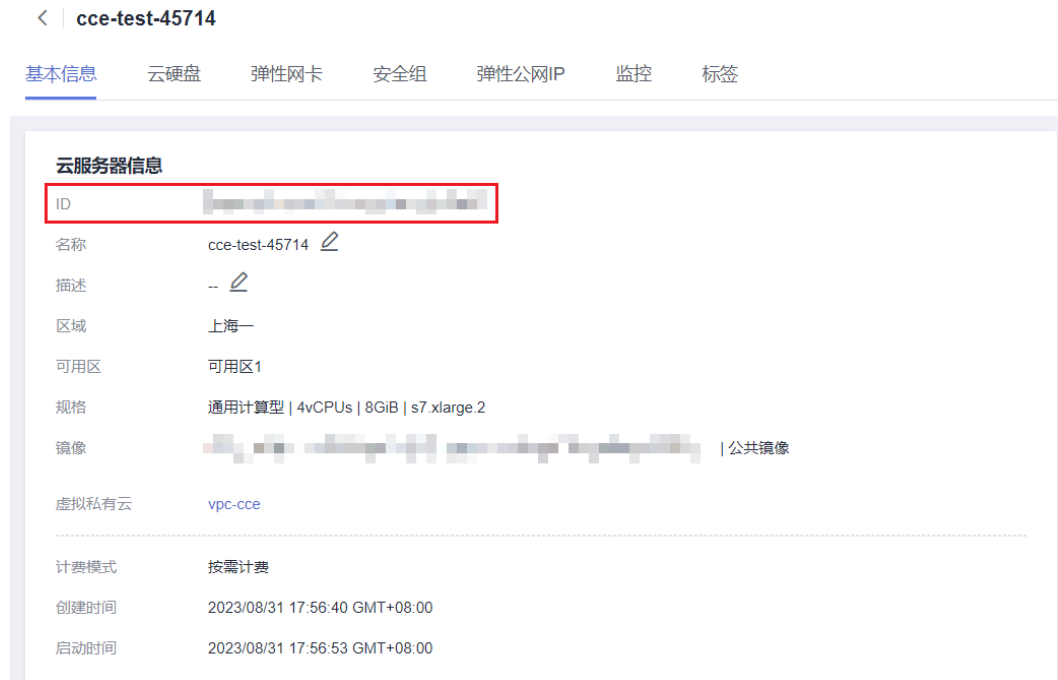 cce-test-45714
基本信息 云硬盘 弹性网卡 安全组 弹性公网IP 监控 标签
云服务器信息
ID
名称 cce-test-45714
描述 --
区域 上海一
可用区 可用区1
规格 通用计算型 | 4vCPUs | 8GiB | s7.xlarge.2
镜像 | 公共镜像
虚拟私有云 vpc-cce
计费模式 按需计费
创建时间 2023/08/31 17:56:40 GMT+08:00
启动时间 2023/08/31 17:56:53 GMT+08:00